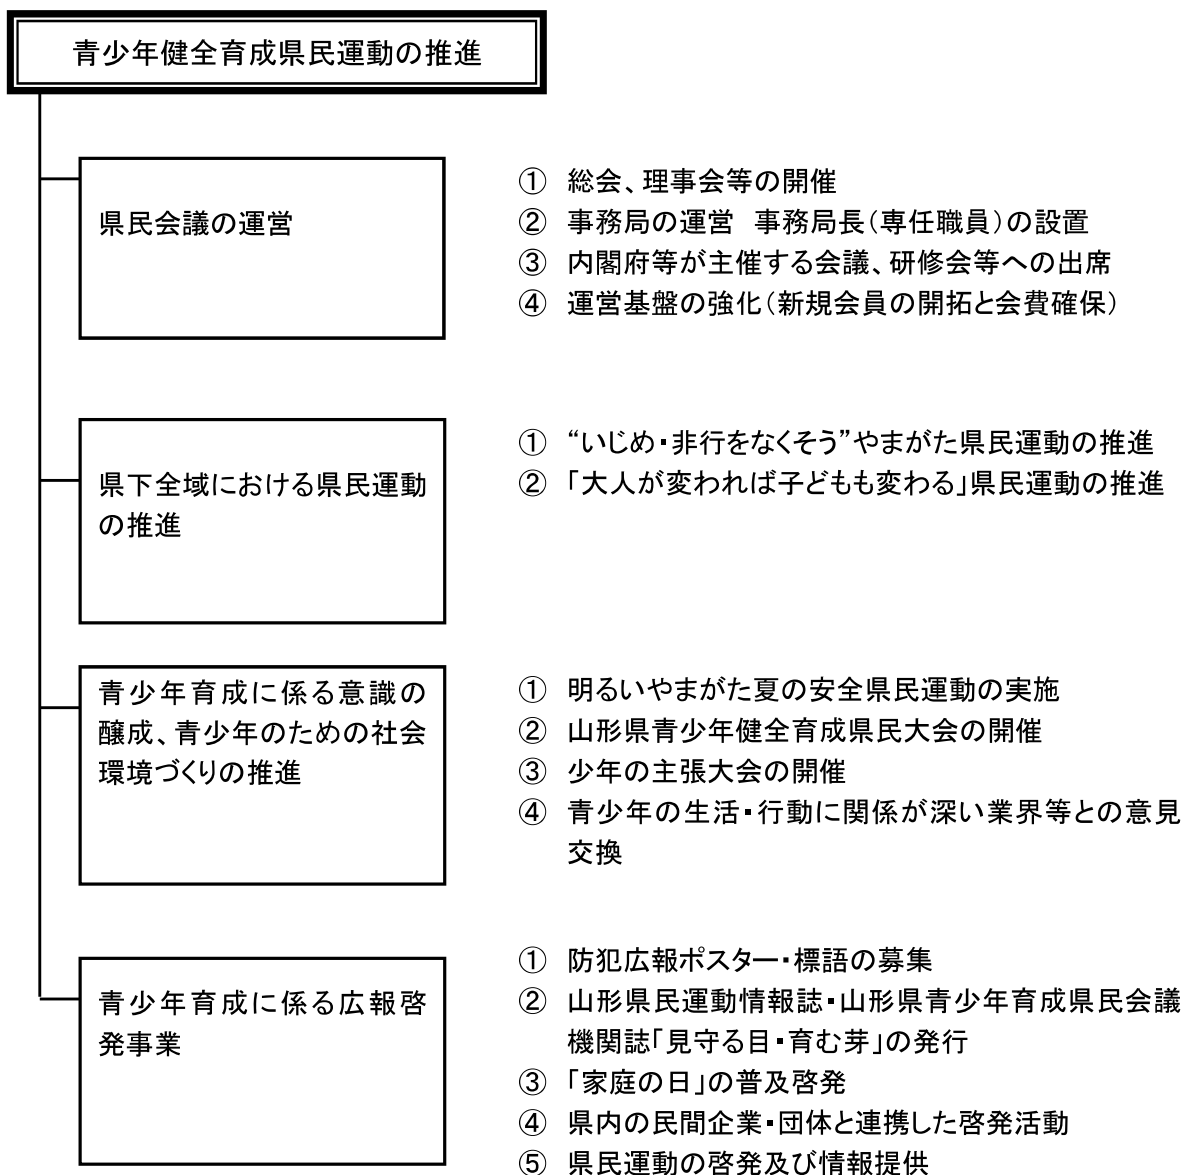 青少年健全育成県民運動の推進
県民会議の運営
① 総会、理事会等の開催
② 事務局の運営　事務局長(専任職員)の設置
③ 内閣府等が主催する会議、研修会等への出席
④ 運営基盤の強化(新規会員の開拓と会費確保)
県下全域における県民運動
の推進
① “いじめ・非行をなくそう”やまがた県民運動の推進
② 「大人が変われば子どもも変わる」県民運動の推進
青少年育成に係る意識の
醸成、青少年のための社会
環境づくりの推進
① 明るいやまがた夏の安全県民運動の実施
② 山形県青少年健全育成県民大会の開催
③ 少年の主張大会の開催
④ 青少年の生活・行動に関係が深い業界等との意見
交換
青少年育成に係る広報啓
発事業
① 防犯広報ポスター・標語の募集
② 山形県民運動情報誌・山形県青少年育成県民会議
機関誌「見守る目・育む芽」の発行
③ 「家庭の日」の普及啓発
④ 県内の民間企業・団体と連携した啓発活動
⑤ 県民運動の啓発及び情報提供